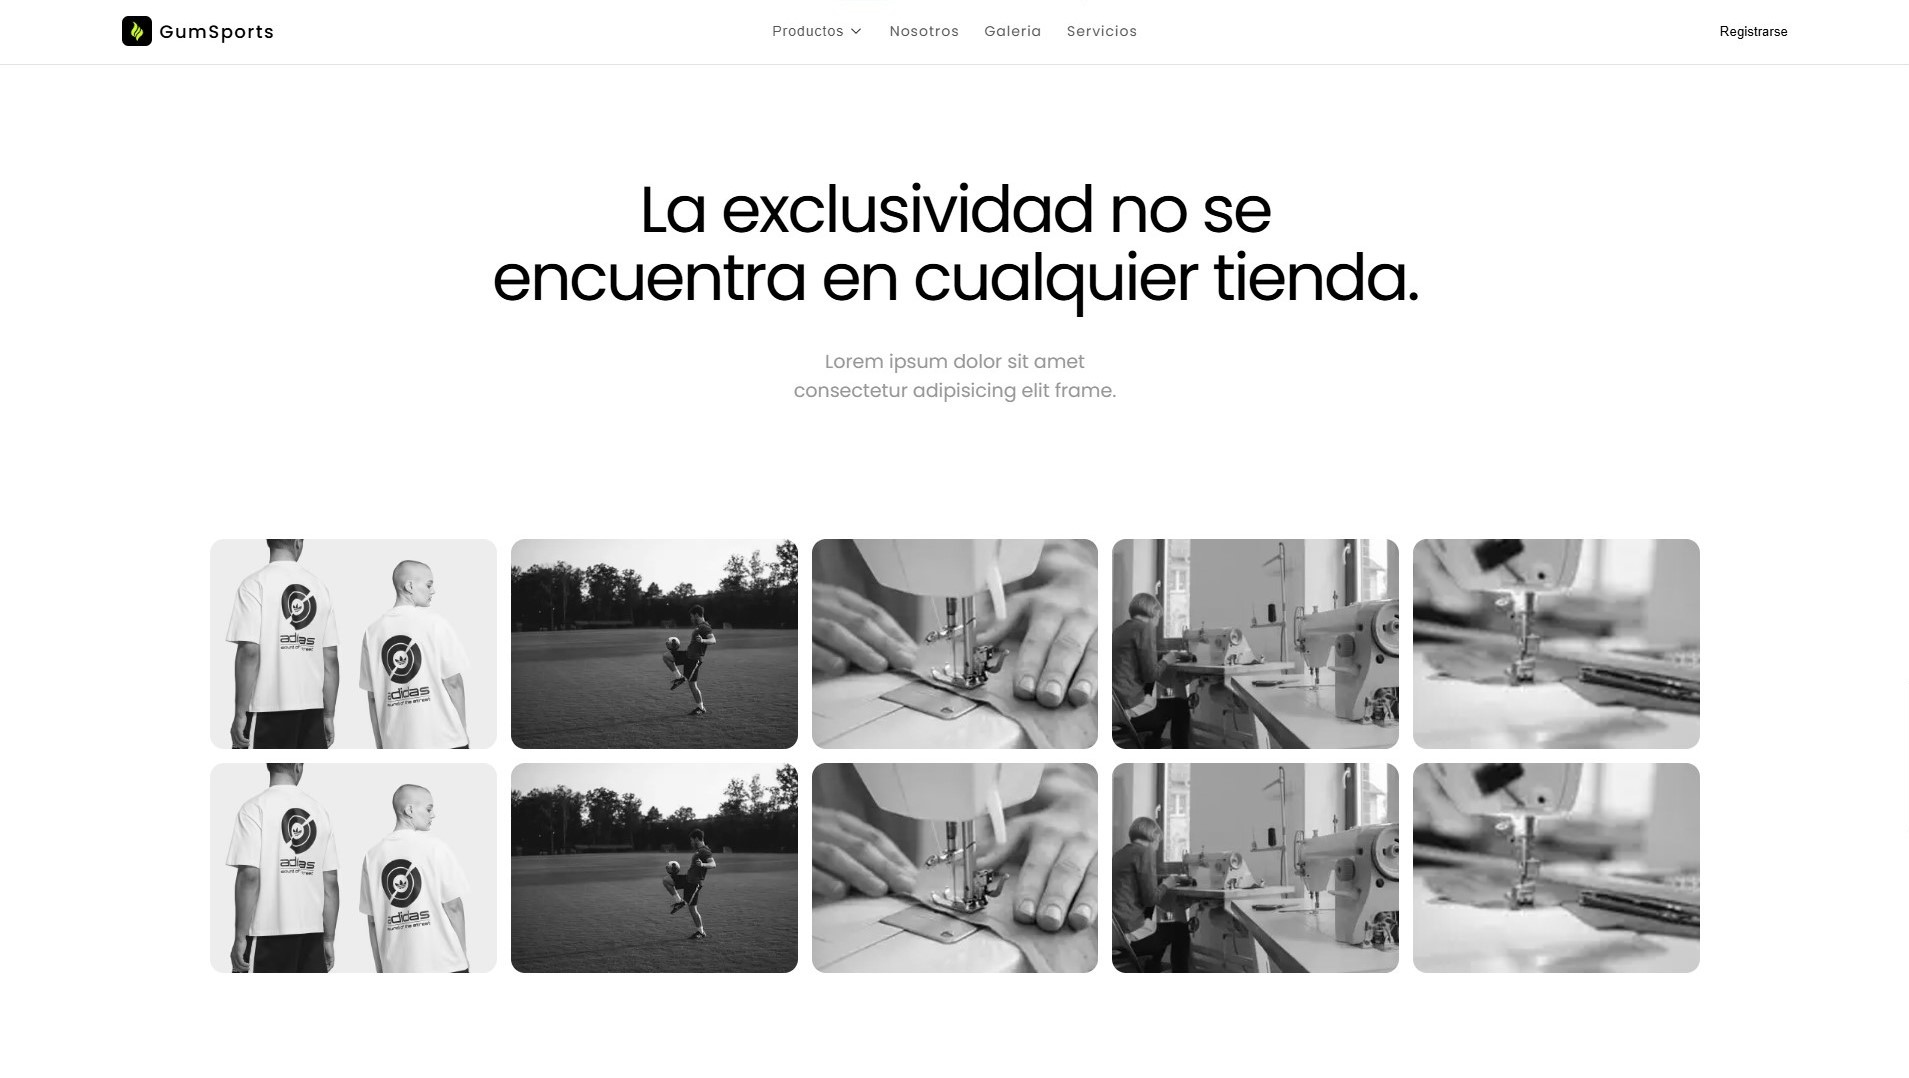 GumSports
Productos
Nosotros
Galeria
Servicios
Registrarse
La exclusividad no se
encuentra en cualquier tienda.
Lorem ipsum dolor sit amet
consectetur adipisicing elit frame.
adidas
adidas
adidas
adidas